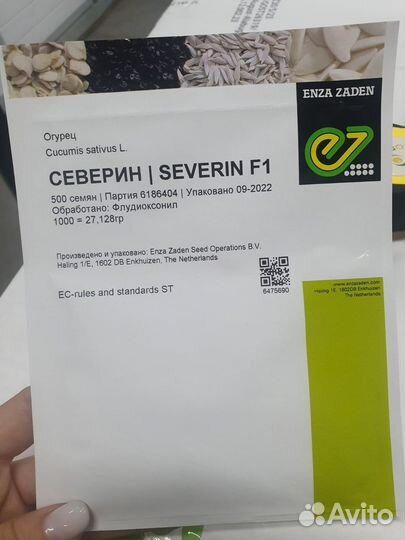 ENZA ZADEN
Огурец
Cucumis sativus L.
СЕВЕРИН | SEVERIN F1
500 семян | Партия 6186404 | Упаковано 09-2022
Обработано: Флудиоксонил
1000 = 27,128гр
Произведено и упаковано: Enza Zaden Seed Operations B.V.
Haling 1/E, 1602 DB Enkhuizen, The Netherlands
EC-rules and standards ST
6475690
www.enzazaden.com
Haling 1E, 1602DB Enkhuizen
The Netherlands
Avito